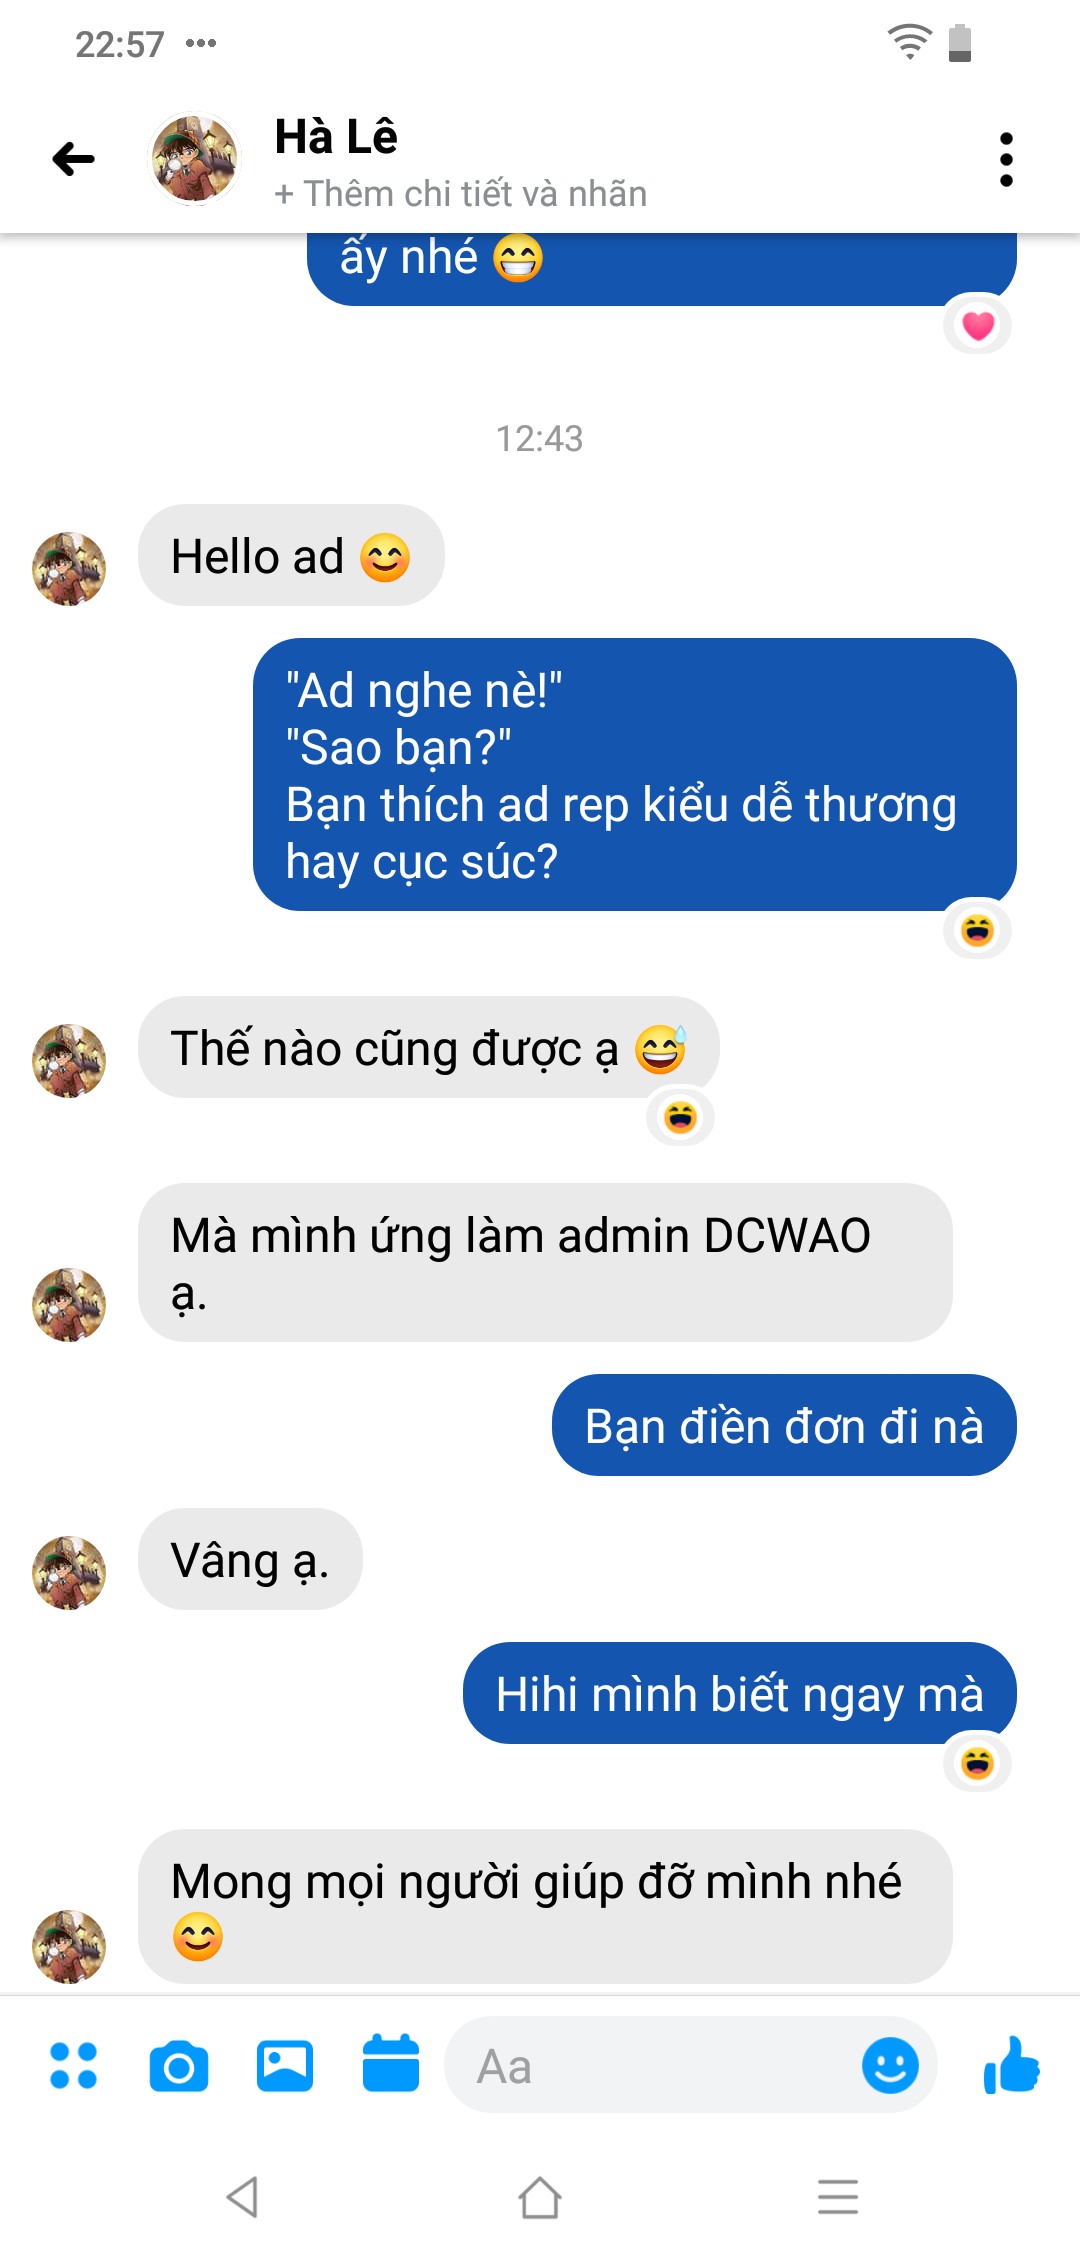 22:57
Hà Lê
+ Thêm chi tiết và nhãn
ấy nhé 😁
12:43
Hello ad 😊
"Ad nghe nè!"
"Sao bạn?"
Bạn thích ad rep kiểu dễ thương
hay cục súc?
Thế nào cũng được ạ 😅
Mà mình ứng làm admin DCWAO
ạ.
Bạn điền đơn đi nà
Vâng ạ.
Hihi mình biết ngay mà
Mong mọi người giúp đỡ mình nhé
😊
Aa